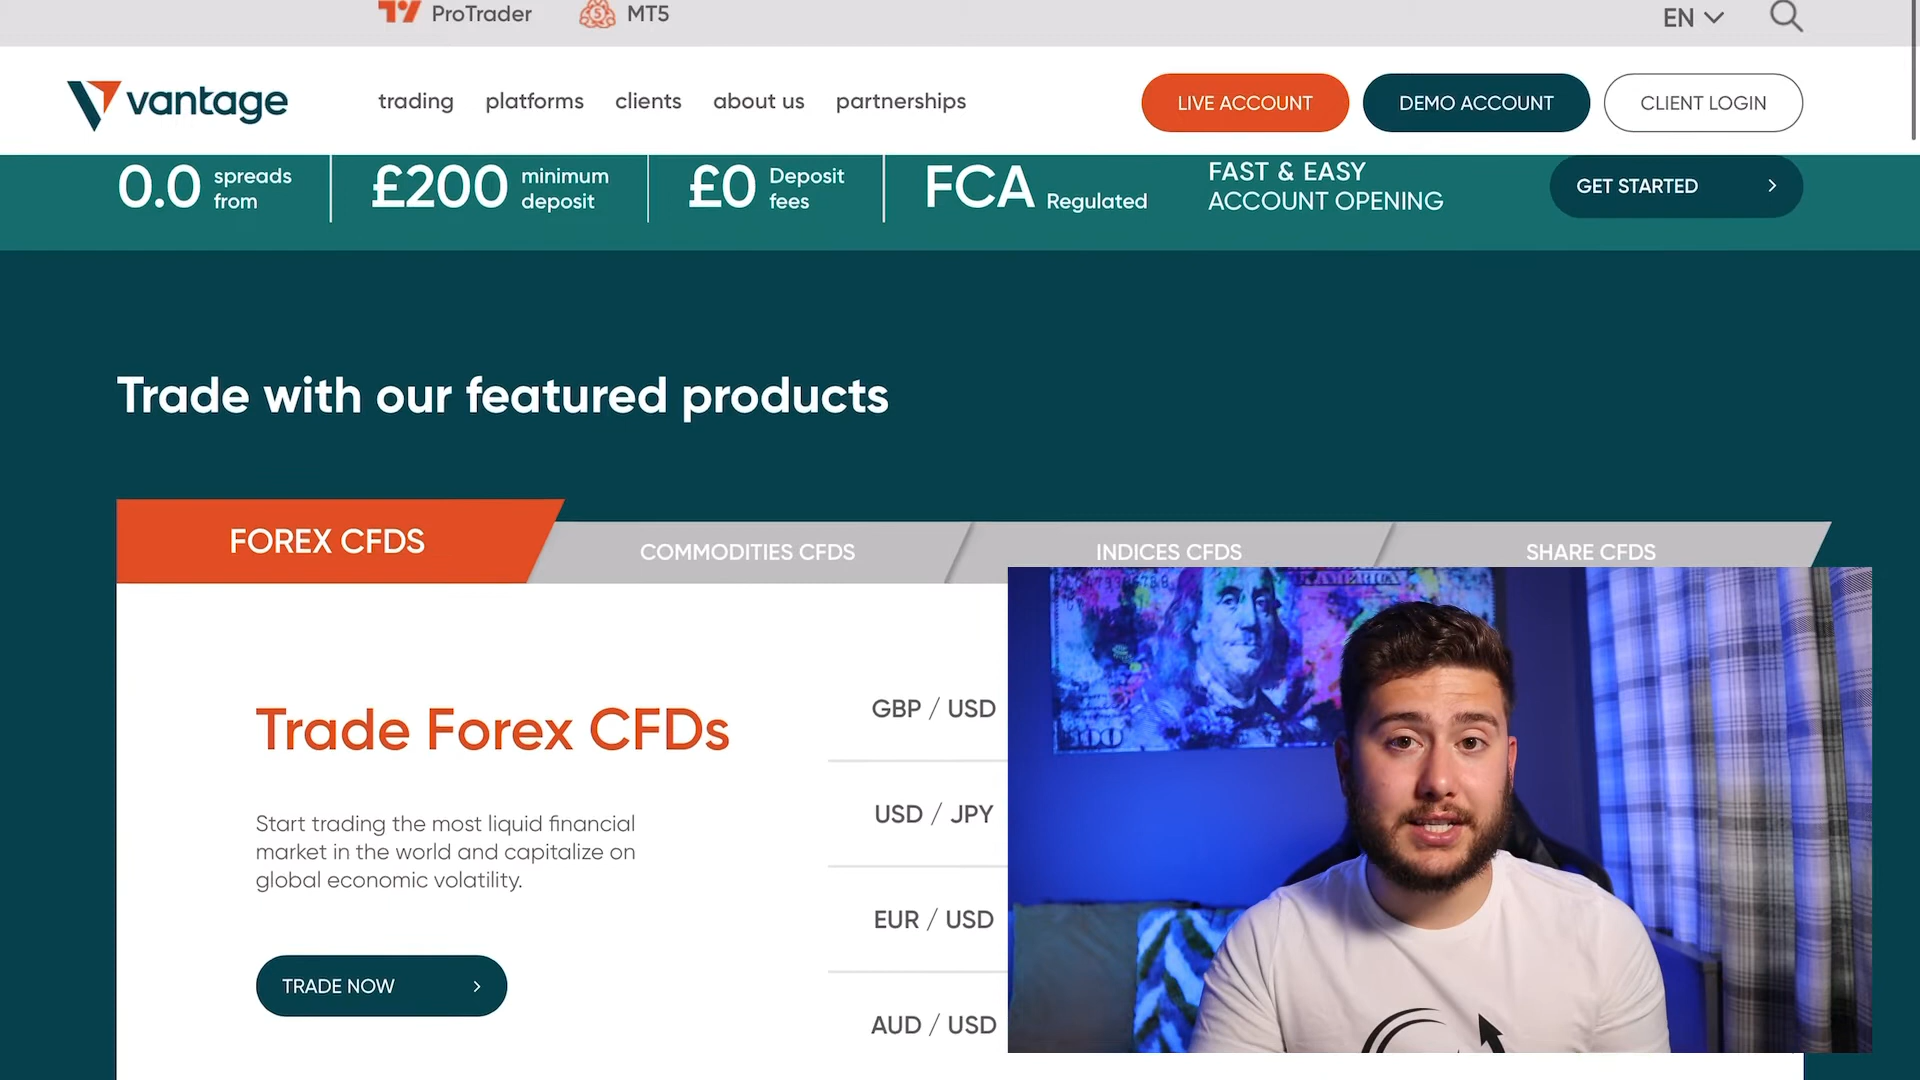 ProTrader
MT5
EN
vantage
trading
platforms
clients
about us
partnerships
LIVE ACCOUNT
DEMO ACCOUNT
CLIENT LOGIN
0.0 spreads
from
£200 minimum
deposit
£0 Deposit
fees
FCA Regulated
FAST & EASY
ACCOUNT OPENING
GET STARTED
Trade with our featured products
FOREX CFDS
COMMODITIES CFDS
INDICES CFDS
SHARE CFDS
Trade Forex CFDs
Start trading the most liquid financial
market in the world and capitalize on
global economic volatility.
TRADE NOW
GBP / USD
USD / JPY
EUR / USD
AUD / USD
AMERICA
100